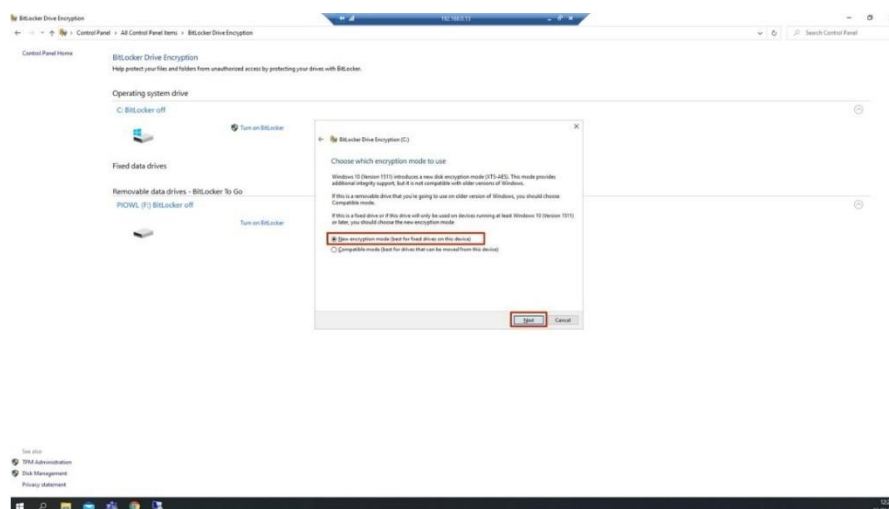 BitLocker Drive Encryption
192.168.0.13
Control Panel > All Control Panel Items > BitLocker Drive Encryption
Search Control Panel
Control Panel Home
BitLocker Drive Encryption
Help protect your files and folders from unauthorized access by protecting your drives with BitLocker.
Operating system drive
C: BitLocker off
Turn on BitLocker
Fixed data drives
Removable data drives - BitLocker To Go
PIOWL (F:) BitLocker off
Turn on BitLocker
BitLocker Drive Encryption (C:)
Choose which encryption mode to use
Windows 10 (Version 1511) introduces a new disk encryption mode (XTS-AES). This mode provides
additional integrity support, but it is not compatible with older versions of Windows.
If this is a removable drive that you're going to use on older version of Windows, you should choose
Compatible mode.
If this is a fixed drive or if this drive will only be used on devices running at least Windows 10 (Version 1511)
or later, you should choose the new encryption mode
New encryption mode (best for fixed drives on this device)
Compatible mode (best for drives that can be moved from this device)
Next
Cancel
See also
TPM Administration
Disk Management
Privacy statement